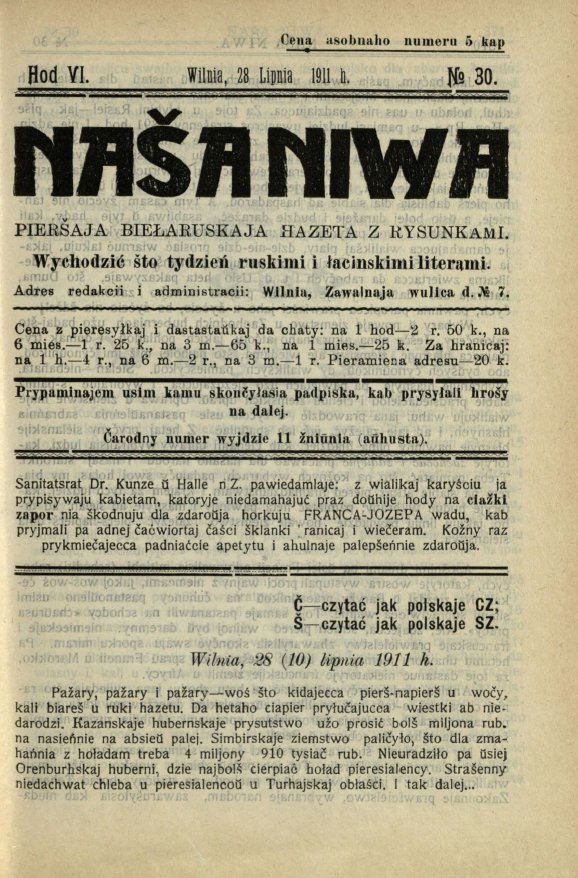 Cena asobnaho numeru 5 kap
Hod VI.   Wilnia, 28 Lipnia 1911 h.   № 30.
NAŠA NIWA
PIERŠAJA BIEŁARUSKAJA HAZETA Z RYSUNKAMI.
Wychodzić što tydzień ruskimi i łacinskimi literami.
Adres redakcii i administracii: Wilnia, Zawalnaja wulica d. № 7.
Cena z pieresyłkaj i dastastaŭkaj da chaty: na 1 hod—2 r. 50 k., na
6 mies.—1 r. 25 k., na 3 m.—65 k., na 1 mies.—25 k. Za hranicaj:
na 1 h.—4 r., na 6 m.—2 r., na 3 m.—1 r. Pieramiena adresu—20 k.
Prypaminajem usim kamu skončyłasia padpiska, kab prysyłali hrošy
na dalej.
Čarodny numer wyjdzie 11 žniŭnia (aŭhusta).
Sanitatsrat Dr. Kunze ŭ Halle n Z. pawiedamlaje; z wialikaj karyściu ja
prypisywaju kabietam, katoryje niedamahajuć praz doŭhije hody na ciažki
zapor nia škodnuju dla zdaroŭja horkuju FRANCA-JOZEPA wadu, kab
pryjmali pa adnej čaćwiortaj čaści šklanki ranicaj i wiečeram. Kožny raz
prykmiečajecca padniaćcie apetytu i ahulnaje palepšeńnie zdaroŭja.
Č—czytać jak polskaje CZ;
Š—czytać jak polskaje SZ.
Wilnia, 28 (10) lipnia 1911 h.
Pažary, pažary i pažary—woś što kidajecca pierš-napierš u wočy,
kali biareš u ruki hazetu. Da hetaho ciapier pryłučajucca wiestki ab nie-
darodzi. Kazanskaje hubernskaje prysutstwo užo prosić bolš miljona rub.
na nasieńnie na absieŭ palej. Simbirskaje ziemstwo paličyło, što dla zma-
hańnia z hoładam treba 4 miljony 910 tysiač rub. Nieuradziło pa ŭsiej
Orenburhskaj huberni, dzie najbolš cierpiać hoład pieresialency. Strašenny
niedachwat chleba u pieresialencoŭ u Turhajskaj obłaści. I tak dalej...